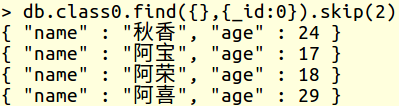 > db.class0.find({},{_id:0}).skip(2)
{ "name" : "秋香", "age" : 24 }
{ "name" : "阿宝", "age" : 17 }
{ "name" : "阿荣", "age" : 18 }
{ "name" : "阿喜", "age" : 29 }